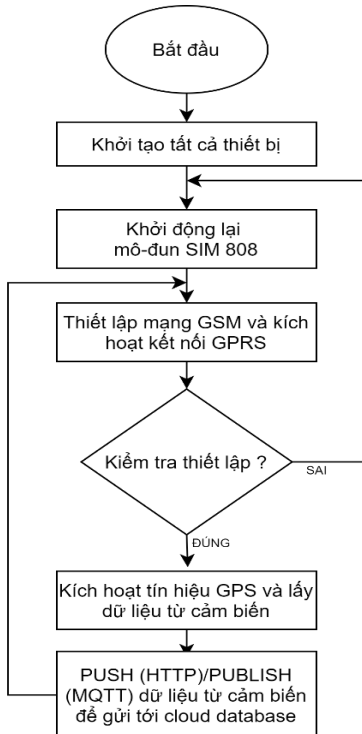 Bắt đầu
Khởi tạo tất cả thiết bị
Khởi động lại
mô-đun SIM 808
Thiết lập mạng GSM và kích
hoạt kết nối GPRS
Kiểm tra thiết lập ?
SAI
ĐÚNG
Kích hoạt tín hiệu GPS và lấy
dữ liệu từ cảm biến
PUSH (HTTP)/PUBLISH
(MQTT) dữ liệu từ cảm biến
để gửi tới cloud database